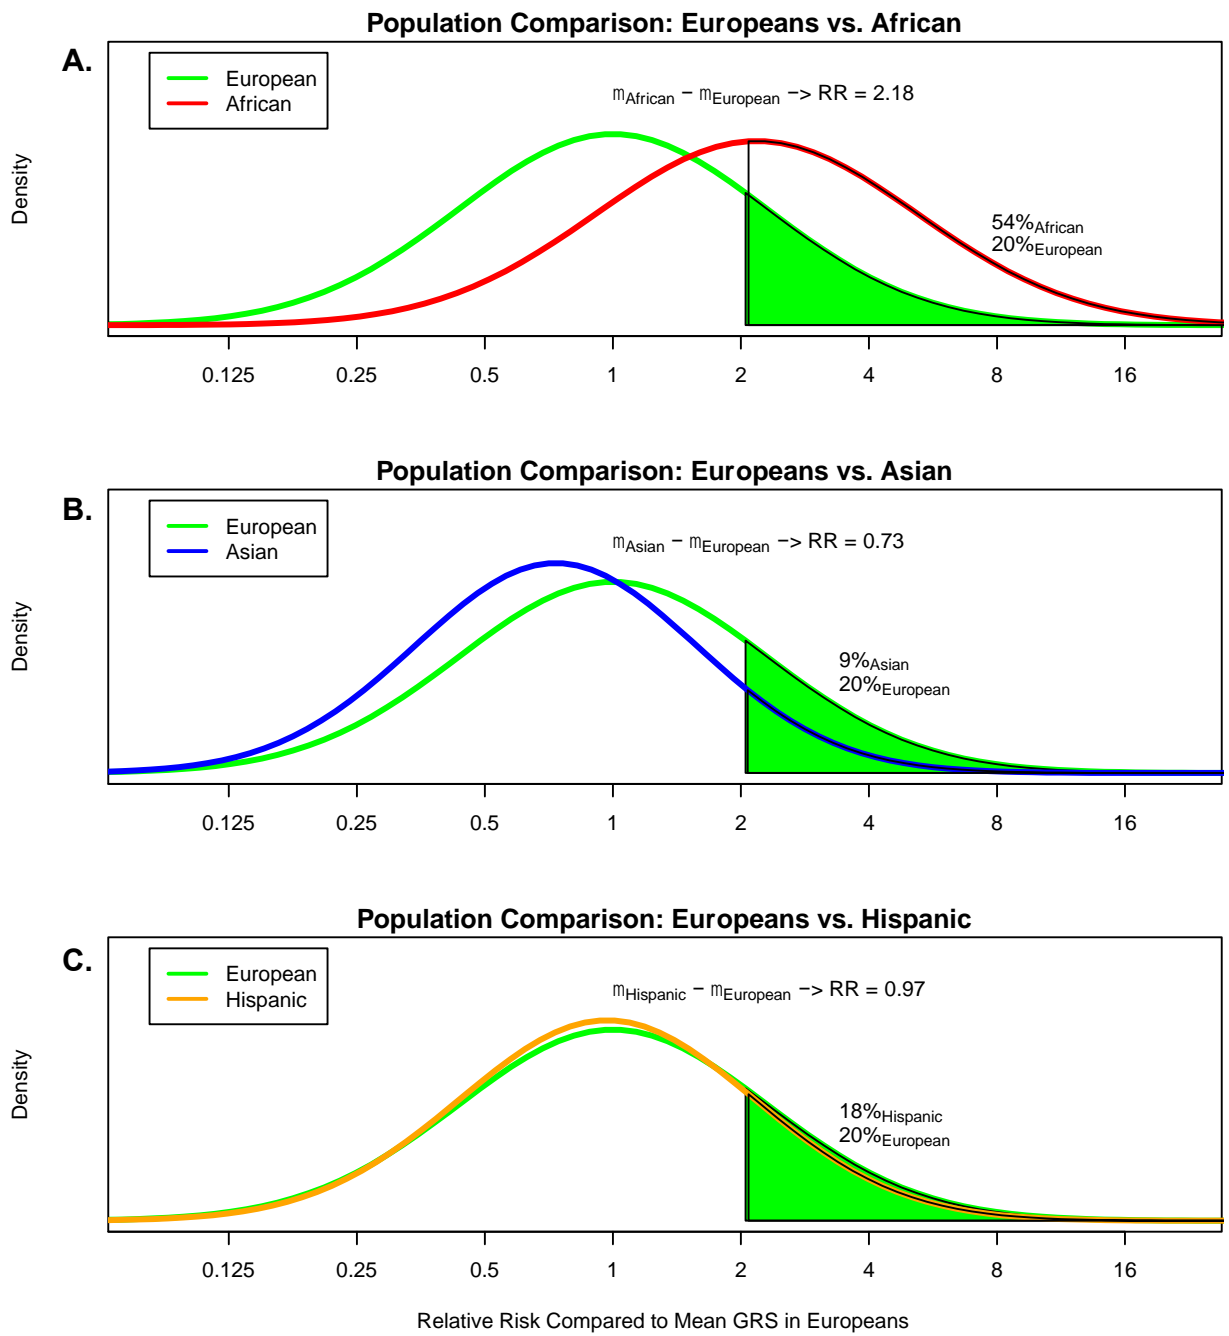 Population Comparison: Europeans vs. African
A.
European
African
mAfrican − mEuropean −> RR = 2.18
Density
54%African
20%European
0.125 0.25 0.5 1 2 4 8 16
Population Comparison: Europeans vs. Asian
B.
European
Asian
mAsian − mEuropean −> RR = 0.73
Density
9%Asian
20%European
0.125 0.25 0.5 1 2 4 8 16
Population Comparison: Europeans vs. Hispanic
C.
European
Hispanic
mHispanic − mEuropean −> RR = 0.97
Density
18%Hispanic
20%European
0.125 0.25 0.5 1 2 4 8 16
Relative Risk Compared to Mean GRS in Europeans